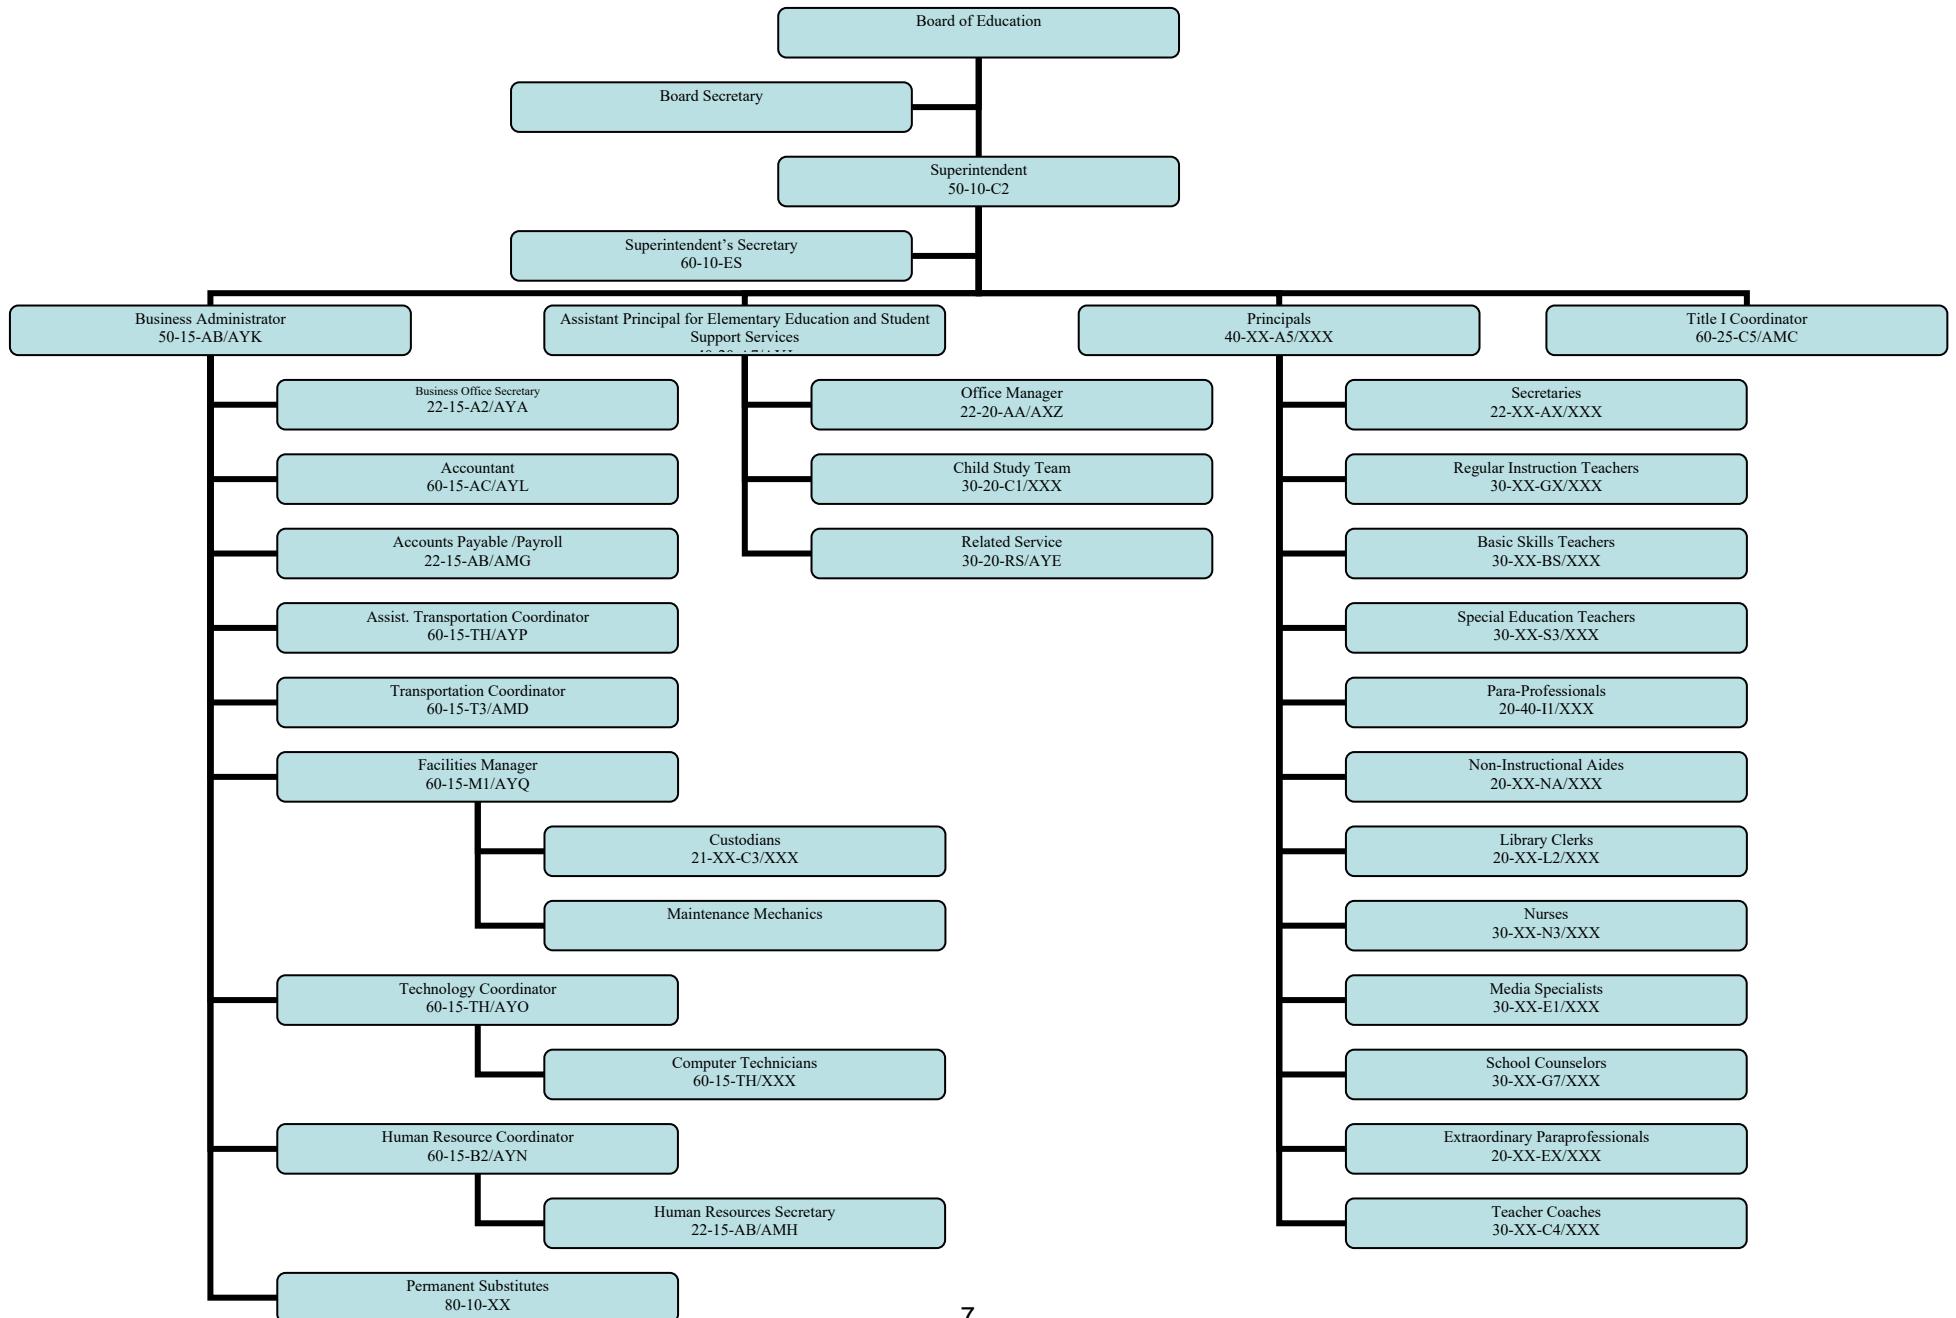 Board of Education
Board Secretary
Superintendent
50-10-C2
Superintendent’s Secretary
60-10-ES
Business Administrator
50-15-AB/AYK
Assistant Principal for Elementary Education and Student
Support Services
Principals
40-XX-A5/XXX
Title I Coordinator
60-25-C5/AMC
Business Office Secretary
22-15-A2/AYA
Accountant
60-15-AC/AYL
Accounts Payable /Payroll
22-15-AB/AMG
Assist. Transportation Coordinator
60-15-TH/AYP
Transportation Coordinator
60-15-T3/AMD
Facilities Manager
60-15-M1/AYQ
Custodians
21-XX-C3/XXX
Maintenance Mechanics
Technology Coordinator
60-15-TH/AYO
Computer Technicians
60-15-TH/XXX
Human Resource Coordinator
60-15-B2/AYN
Human Resources Secretary
22-15-AB/AMH
Permanent Substitutes
80-10-XX
Office Manager
22-20-AA/AXZ
Child Study Team
30-20-C1/XXX
Related Service
30-20-RS/AYE
Secretaries
22-XX-AX/XXX
Regular Instruction Teachers
30-XX-GX/XXX
Basic Skills Teachers
30-XX-BS/XXX
Special Education Teachers
30-XX-S3/XXX
Para-Professionals
20-40-I1/XXX
Non-Instructional Aides
20-XX-NA/XXX
Library Clerks
20-XX-L2/XXX
Nurses
30-XX-N3/XXX
Media Specialists
30-XX-E1/XXX
School Counselors
30-XX-G7/XXX
Extraordinary Paraprofessionals
20-XX-EX/XXX
Teacher Coaches
30-XX-C4/XXX
7